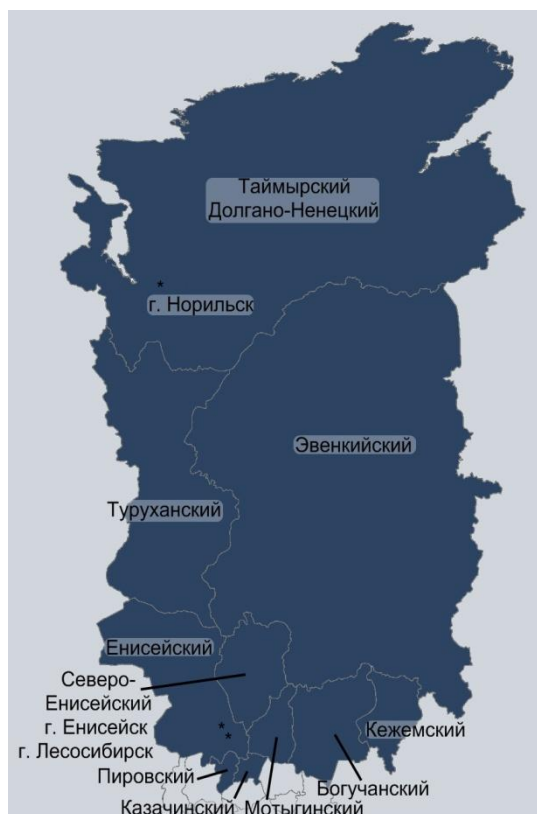 Таймырский
Долгано-Ненецкий
г. Норильск
Эвенкийский
Туруханский
Енисейский
Северо-
Енисейский
г. Енисейск
г. Лесосибирск
Кежемский
Пировский
Богучанский
Казачинский
Мотыгинский